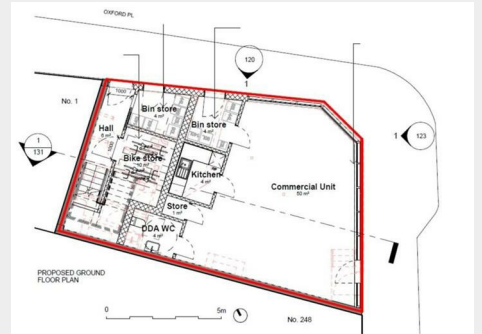 OXFORD PL
120
1
No. 1
1000
Bin store
4 m²
Bin store
4 m²
Hall
6 m²
1
123
1
131
Bike store
10 m²
Kitchen
4 m²
Commercial Unit
50 m²
Store
1 m²
DDA WC
4 m²
PROPOSED GROUND
FLOOR PLAN
0
5m
No. 248